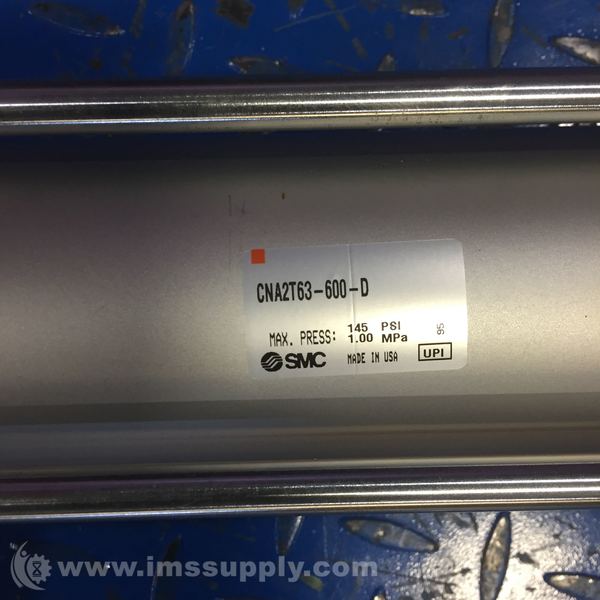 CNA2T63-600-D
MAX. PRESS: 145 PSI
1.00 MPa
95
SMC MADE IN USA UPI
www.imssupply.com